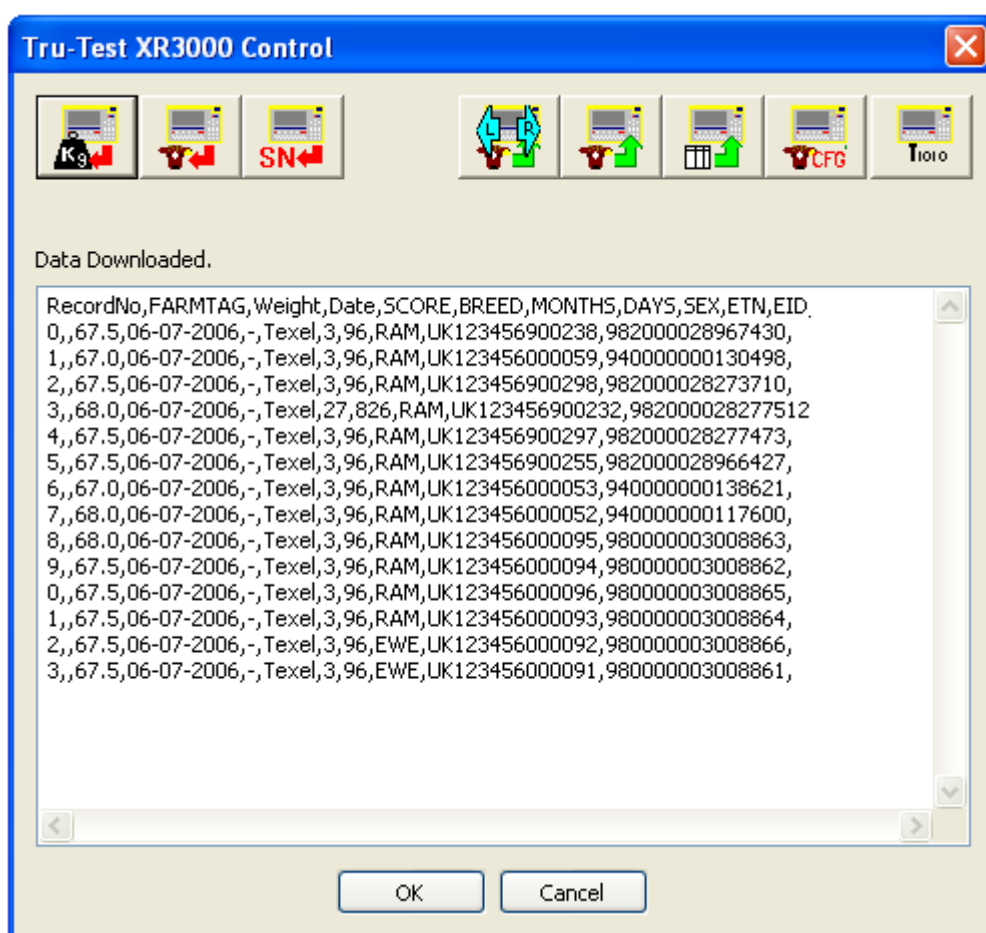 Tru-Test XR3000 Control
Kg
SN
L R
CFG
T1010
Data Downloaded.
RecordNo,FARMTAG,Weight,Date,SCORE,BREED,MONTHS,DAYS,SEX,ETN,EID
0,,67.5,06-07-2006,-,Texel,3,96,RAM,UK123456900238,982000028967430,
1,,67.0,06-07-2006,-,Texel,3,96,RAM,UK123456000059,940000000130498,
2,,67.5,06-07-2006,-,Texel,3,96,RAM,UK123456900298,982000028273710,
3,,68.0,06-07-2006,-,Texel,27,826,RAM,UK123456900232,982000028277512
4,,67.5,06-07-2006,-,Texel,3,96,RAM,UK123456900297,982000028277473,
5,,67.5,06-07-2006,-,Texel,3,96,RAM,UK123456900255,982000028966427,
6,,67.0,06-07-2006,-,Texel,3,96,RAM,UK123456000053,940000000138621,
7,,68.0,06-07-2006,-,Texel,3,96,RAM,UK123456000052,940000000117600,
8,,68.0,06-07-2006,-,Texel,3,96,RAM,UK123456000095,980000003008863,
9,,67.5,06-07-2006,-,Texel,3,96,RAM,UK123456000094,980000003008862,
0,,67.5,06-07-2006,-,Texel,3,96,RAM,UK123456000096,980000003008865,
1,,67.5,06-07-2006,-,Texel,3,96,RAM,UK123456000093,980000003008864,
2,,67.5,06-07-2006,-,Texel,3,96,EWE,UK123456000092,980000003008866,
3,,67.5,06-07-2006,-,Texel,3,96,EWE,UK123456000091,980000003008861,
OK
Cancel